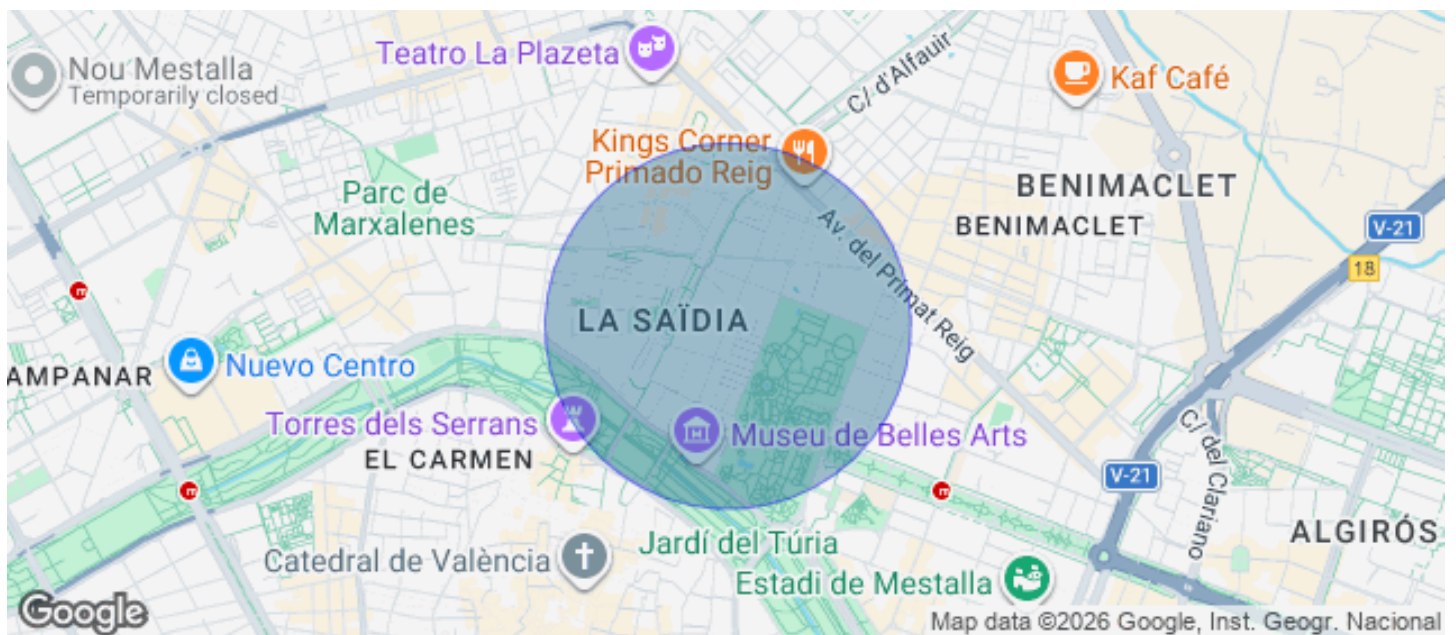 Teatro La Plazeta
Nou Mestalla
Temporarily closed
C/ d'Alfauir
Kaf Café
Kings Corner
Primado Reig
Parc de
Marxalenes
BENIMACLET
BENIMACLET
V-21
18
Av. del Primat Reig
LA SAÏDIA
AMPANAR
Nuevo Centro
Torres dels Serrans
EL CARMEN
Museu de Belles Arts
V-21
C/ del Clariano
ALGIRÓS
Catedral de València
Jardí del Túria
Estadi de Mestalla
Google
Map data ©2026 Google, Inst. Geogr. Nacional